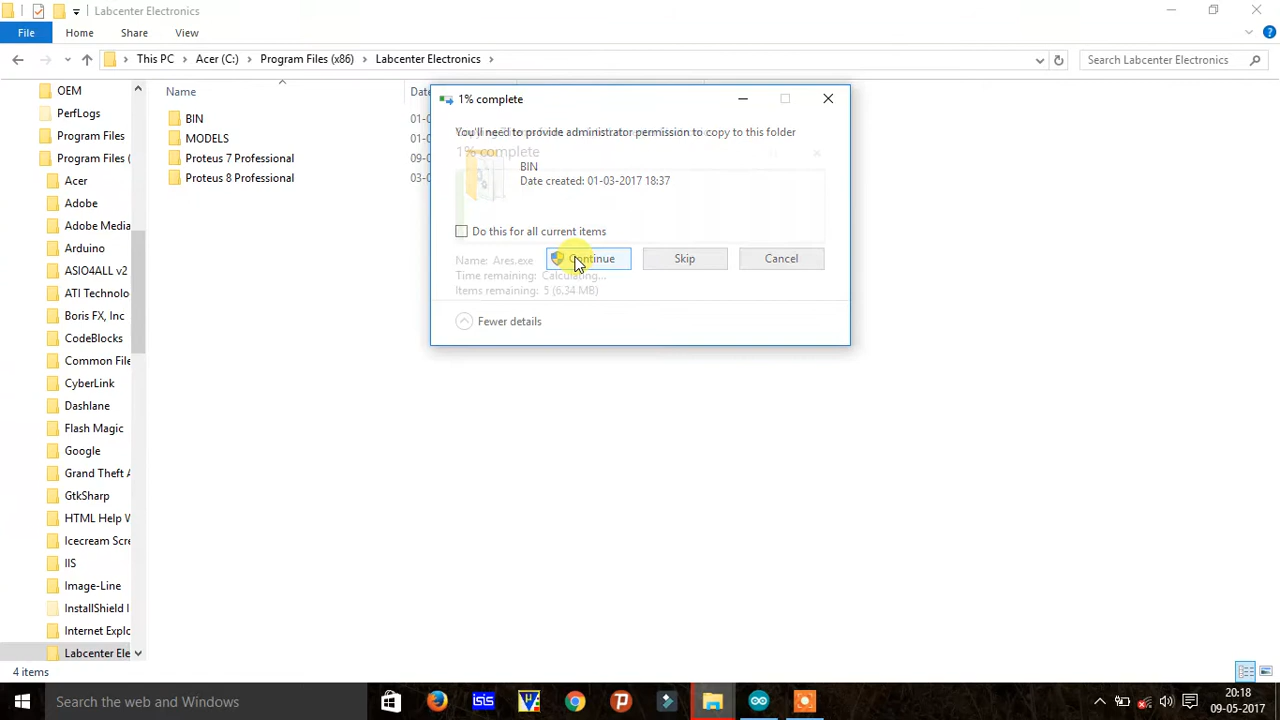 Labcenter Electronics
File Home Share View
This PC Acer (C:) Program Files (x86) Labcenter Electronics
Search Labcenter Electronics
OEM
PerfLogs
Program Files
Program Files (
Acer
Adobe
Adobe Media
Arduino
ASIO4ALL v2
ATI Technolo
Boris FX, Inc
CodeBlocks
Common File
CyberLink
Dashlane
Flash Magic
Google
Grand Theft A
GtkSharp
HTML Help W
Icecream Scre
IIS
Image-Line
InstallShield I
Internet Explo
Labcenter Ele
Name Date
BIN 01-0
MODELS 01-0
Proteus 7 Professional 09-0
Proteus 8 Professional 03-0
1% complete
You'll need to provide administrator permission to copy to this folder
1% complete
BIN
Date created: 01-03-2017 18:37
Do this for all current items
Continue Skip Cancel
Name: Ares.exe
Time remaining: Calculating...
Items remaining: 5 (6.34 MB)
Fewer details
4 items
Search the web and Windows
isis
20:18
09-05-2017